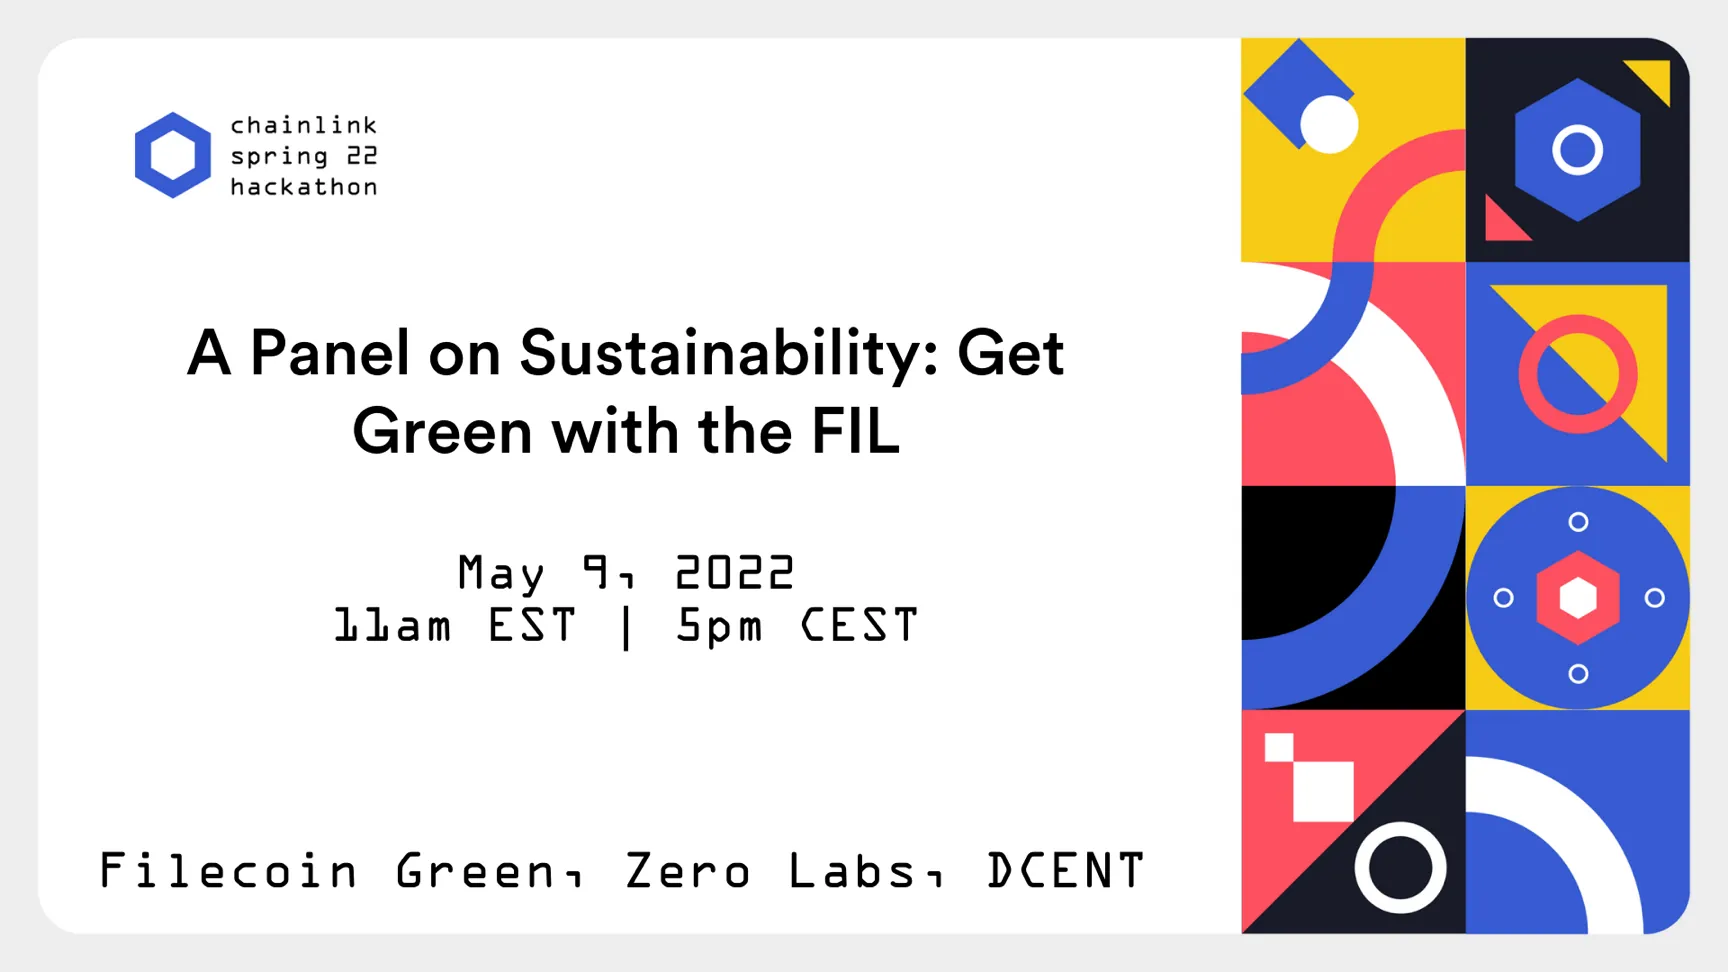 chainlink
spring 22
hackathon
A Panel on Sustainability: Get
Green with the FIL
May 9, 2022
11am EST | 5pm CEST
Filecoin Green, Zero Labs, DCENT